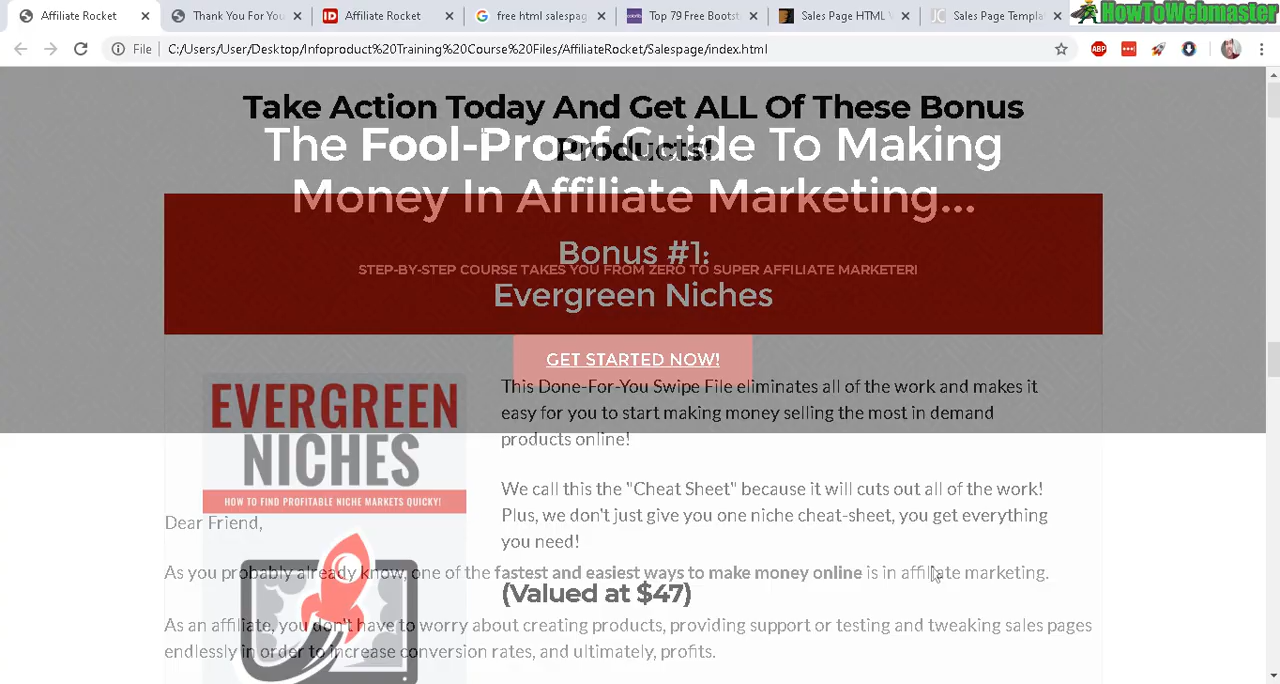 Affiliate Rocket
Thank You For You
Affiliate Rocket
free html salespag
Top 79 Free Bootst
Sales Page HTML
Sales Page Templa
HowToWebmaster
File
C:/Users/User/Desktop/Infoproduct%20Training%20Course%20Files/AffiliateRocket/Salespage/index.html
ABP
Take Action Today And Get ALL Of These Bonus
Products!
The Fool-Proof Guide To Making
Money In Affiliate Marketing...
Bonus #1:
STEP-BY-STEP COURSE TAKES YOU FROM ZERO TO SUPER AFFILIATE MARKETER!
Evergreen Niches
GET STARTED NOW!
EVERGREEN
NICHES
HOW TO FIND PROFITABLE NICHE MARKETS QUICKY!
This Done-For-You Swipe File eliminates all of the work and makes it
easy for you to start making money selling the most in demand
products online!
We call this the "Cheat Sheet" because it will cuts out all of the work!
Plus, we don't just give you one niche cheat-sheet, you get everything
you need!
(Valued at $47)
Dear Friend,
As you probably already know, one of the fastest and easiest ways to make money online is in affiliate marketing.
As an affiliate, you don't have to worry about creating products, providing support or testing and tweaking sales pages
endlessly in order to increase conversion rates, and ultimately, profits.